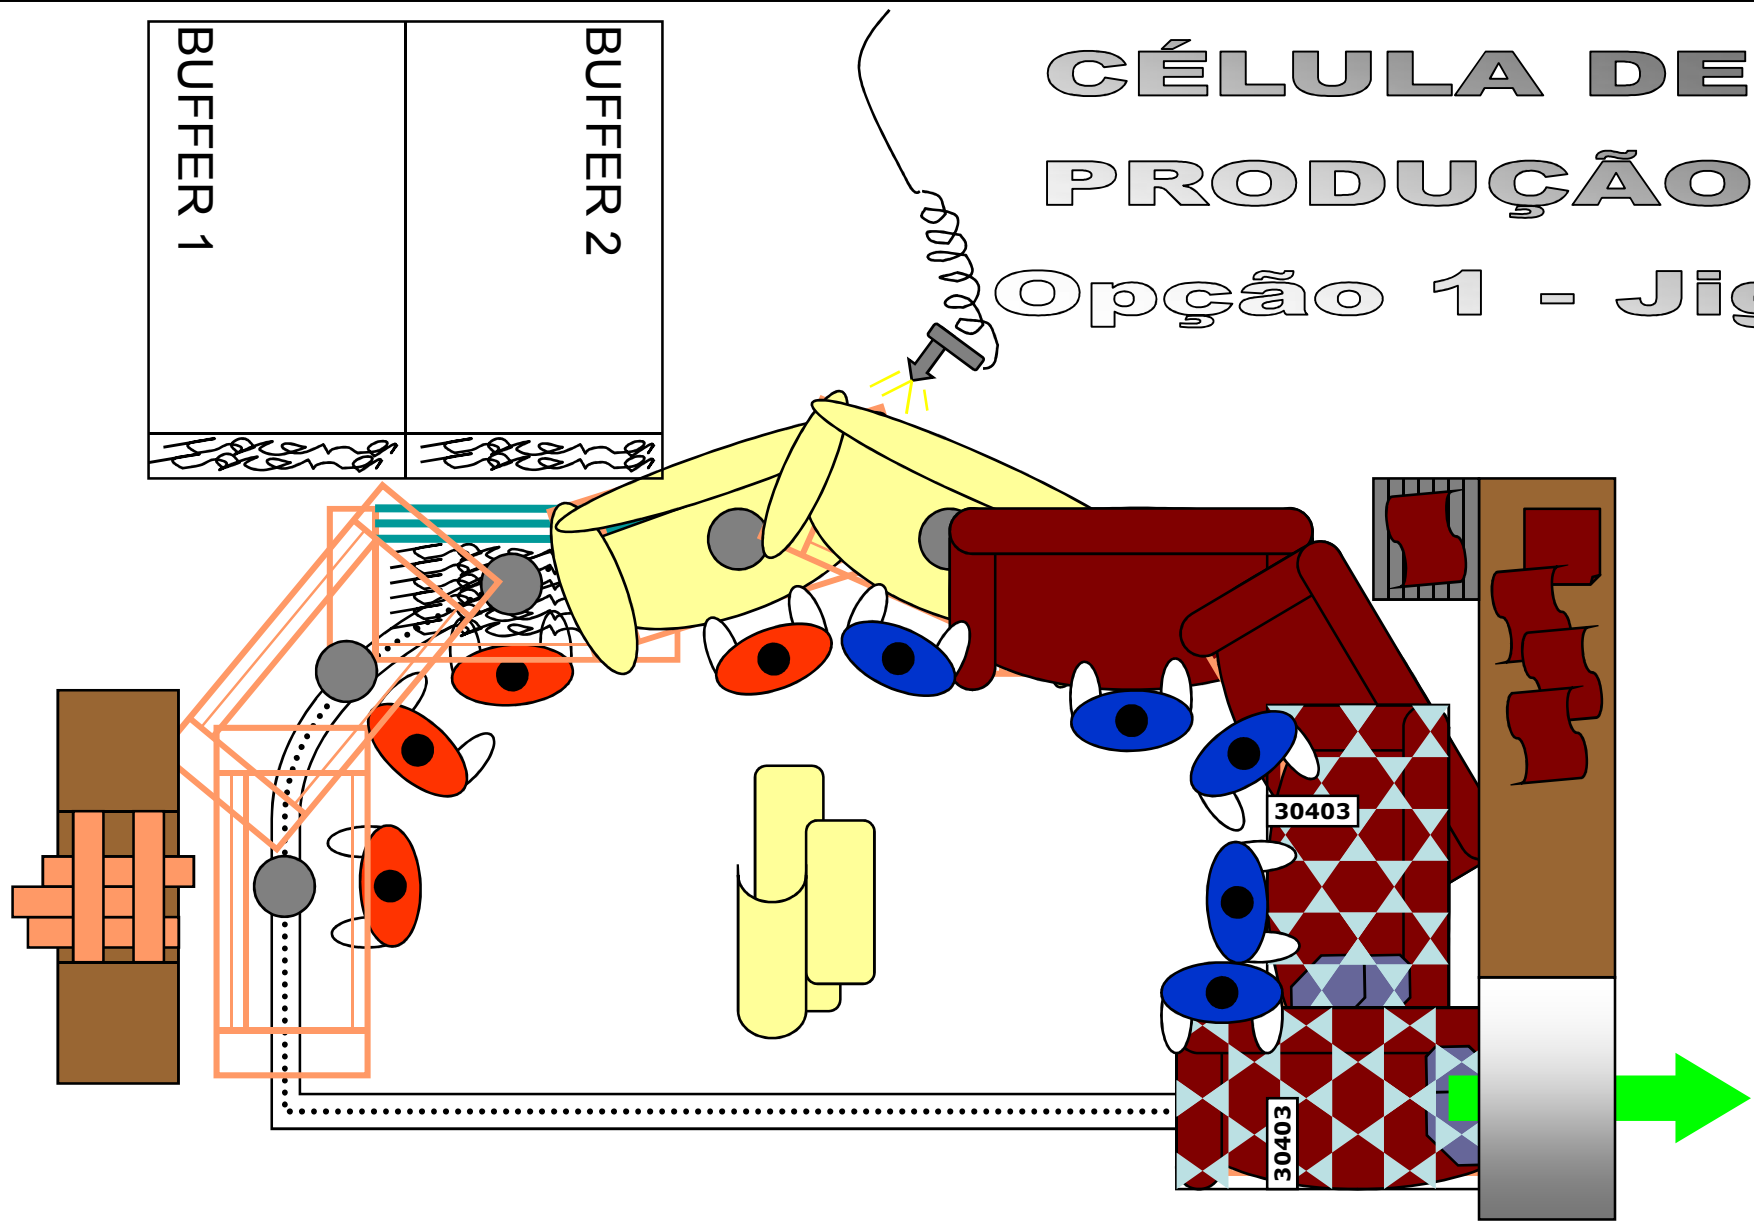 BUFFER 1
BUFFER 2
CÉLULA DE
PRODUÇÃO
Opção 1 - Jig
30403
30403